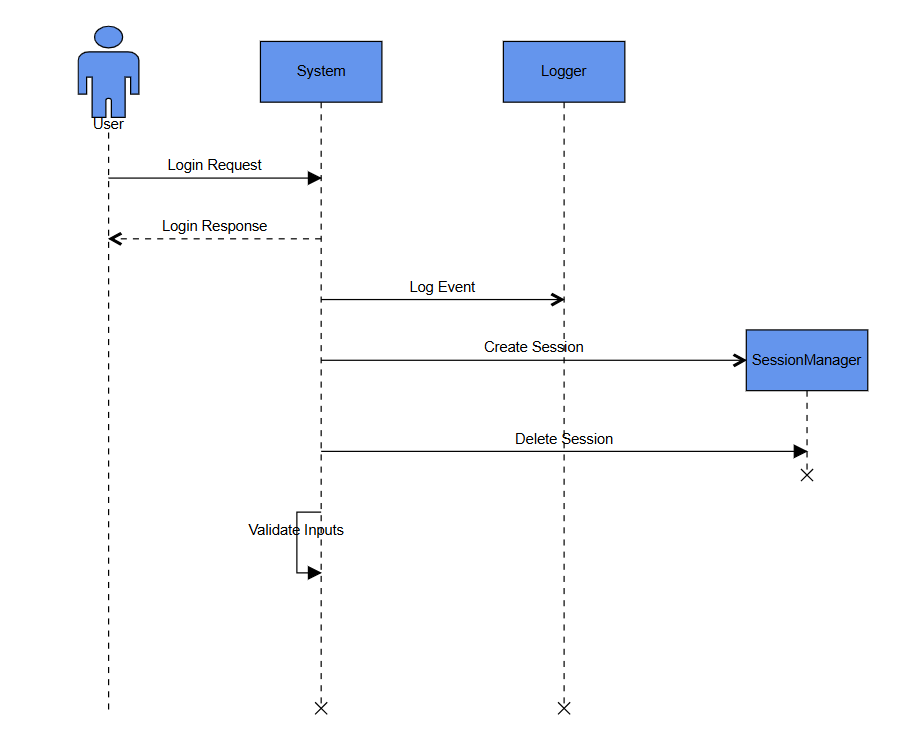 System
Logger
User
Login Request
Login Response
Log Event
Create Session
SessionManager
Delete Session
Validate Inputs